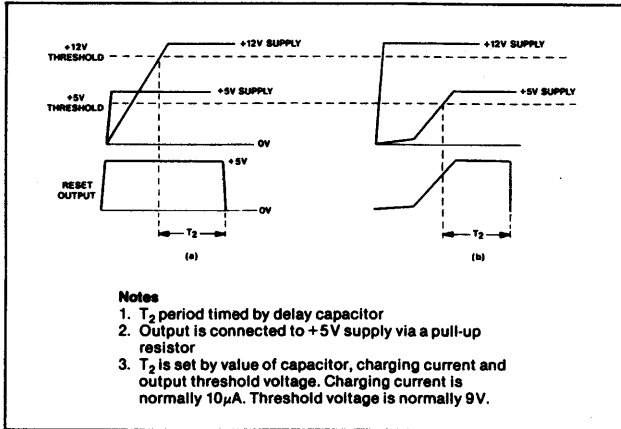 +12V
THRESHOLD
+12V SUPPLY
+12V SUPPLY
+5V
THRESHOLD
+5V SUPPLY
+5V SUPPLY
0V
RESET
OUTPUT
+5V
0V
T2
T2
(a)
(b)
Notes
1. T2 period timed by delay capacitor
2. Output is connected to +5V supply via a pull-up
resistor
3. T2 is set by value of capacitor, charging current and
output threshold voltage. Charging current is
normally 10µA. Threshold voltage is normally 9V.